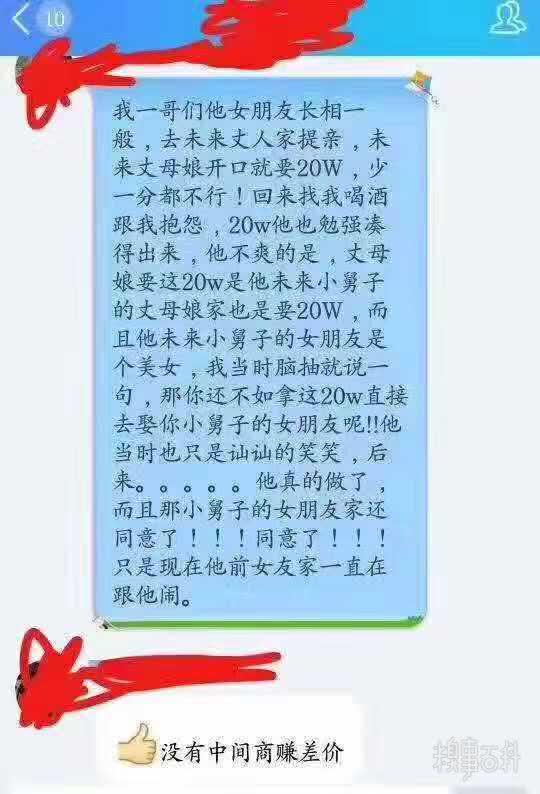 10
我一哥们他女朋友长相一
般，去未来丈人家提亲，未
来丈母娘开口就要20W，少
一分都不行！回来找我喝酒
跟我抱怨，20w他也勉强凑
得出来，他不爽的是，丈母
娘要这20w是他未来小舅子
的丈母娘家也是要20W，而
且他未来小舅子的女朋友是
个美女，我当时脑抽就说一
句，那你还不如拿这20w直接
去娶你小舅子的女朋友呢!!他
当时也只是讪讪的笑笑，后
来。。。。。他真的做了，
而且那小舅子的女朋友家还
同意了！！！同意了！！！
只是现在他前女友家一直在
跟他闹。
没有中间商赚差价
糗事百科